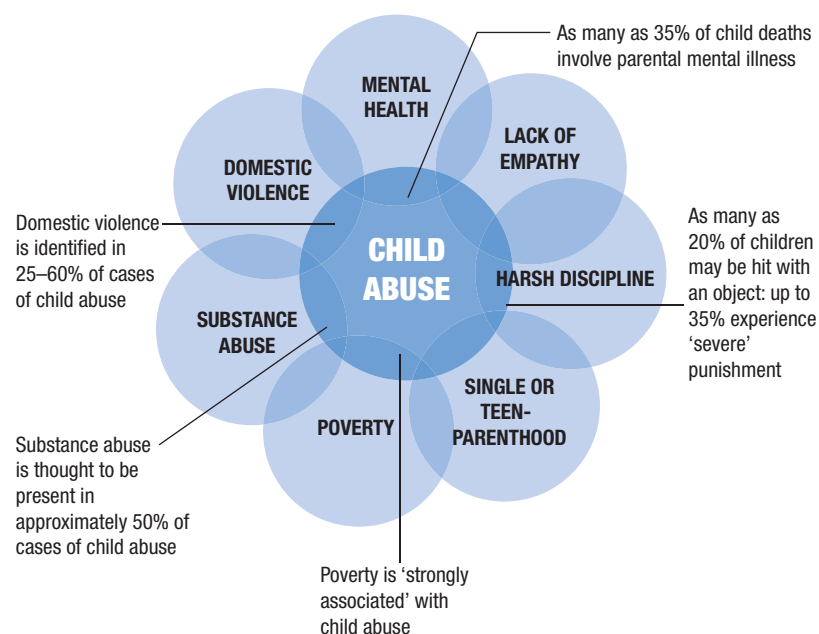 As many as 35% of child deaths
involve parental mental illness
MENTAL
HEALTH
LACK OF
EMPATHY
DOMESTIC
VIOLENCE
Domestic violence
is identified in
25–60% of cases
of child abuse
CHILD
ABUSE
HARSH DISCIPLINE
As many as
20% of children
may be hit with
an object: up to
35% experience
‘severe’
punishment
SUBSTANCE
ABUSE
SINGLE OR
TEEN-
PARENTHOOD
POVERTY
Substance abuse
is thought to be
present in
approximately 50% of
cases of child abuse
Poverty is ‘strongly
associated’ with
child abuse